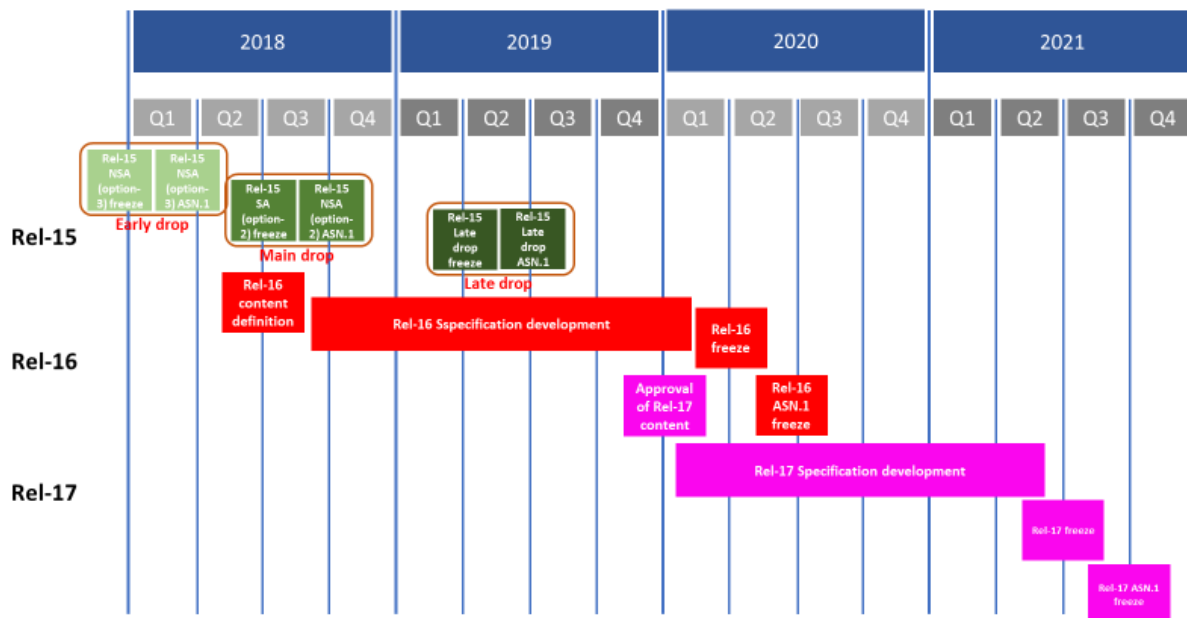 2018 2019 2020 2021
Q1 Q2 Q3 Q4 Q1 Q2 Q3 Q4 Q1 Q2 Q3 Q4 Q1 Q2 Q3 Q4
Rel-15
NSA
(option-
3) freeze
Rel-15
NSA
(option-
3) ASN.1
Early drop
Rel-15
SA
(option-
2) freeze
Rel-15
NSA
(option-
2) ASN.1
Main drop
Rel-15
Late
drop
freeze
Rel-15
Late
drop
ASN.1
Late drop
Rel-15
Rel-16
content
definition
Rel-16 Sspecification development
Rel-16
freeze
Rel-16
Approval
of Rel-17
content
Rel-16
ASN.1
freeze
Rel-17 Specification development
Rel-17
Rel-17 freeze
Rel-17 ASN.1
freeze